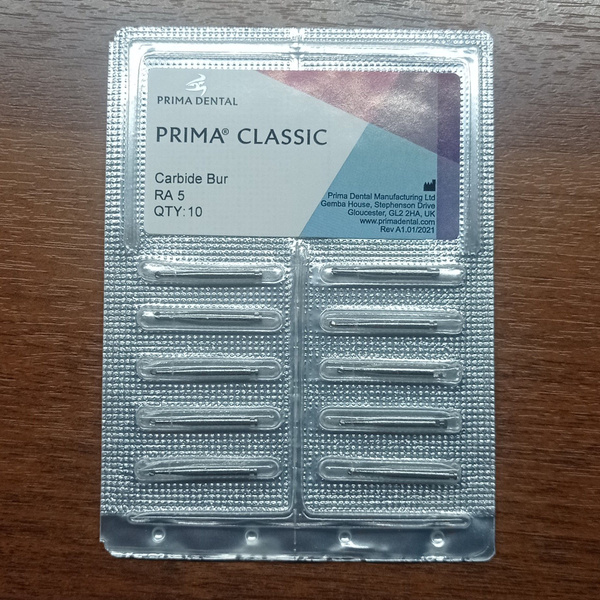 PRIMA DENTAL
PRIMA® CLASSIC
Carbide Bur
RA 5
QTY: 10
Prima Dental Manufacturing Ltd
Gemba House, Stephenson Drive
Gloucester, GL2 2HA, UK
www.primadental.com
Rev A1.01/2021